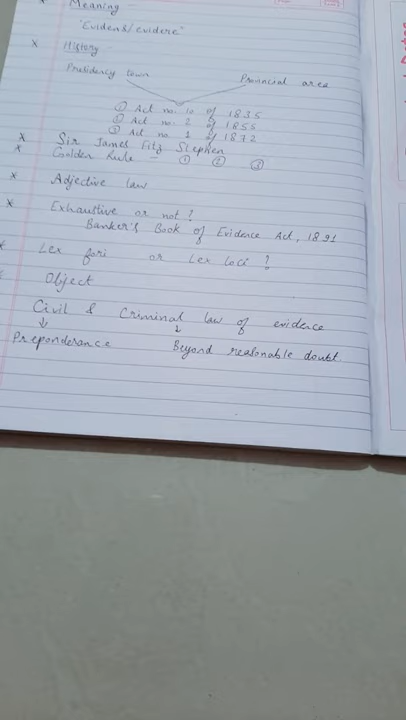 * Meaning -
"Evidens/evidere"
* History
Presidency town Provincial area
① Act no. 10 of 1835
② Act no. 2 of 1855
③ Act no. 1 of 1872
* Sir James Fitz Stephen
* Golden Rule - ① ② ③
* Adjective law
* Exhaustive or not?
Banker's Book of Evidence Act, 1891
* Lex fori or Lex loci?
* Object
Civil & Criminal law of evidence
↓ ↓
Preponderance Beyond reasonable doubt.